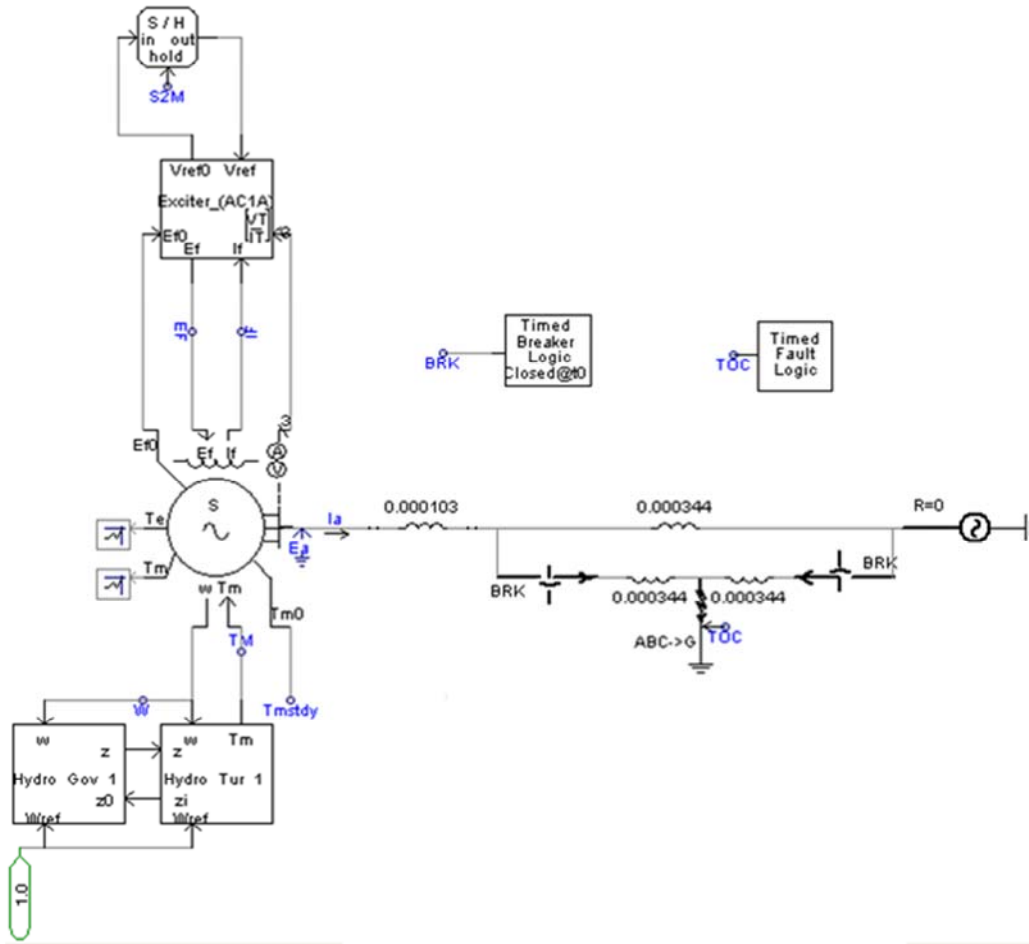 S / H
in out
hold
S2M
Vref0 Vref
Exciter_(AC1A)
VT
IT
Ef0
Ef If
3
EF
IFI
Timed
Breaker
Logic
Closed@t0
BRK
Timed
Fault
Logic
TOC
Ef0
Ef If
3
A
V
S
Te
Tm
Ia
Ea
0.000103
0.000344
R=0
BRK
BRK
0.000344
0.000344
ABC->G
TOC
w Tm
Tm0
TM
W
Tmstdy
w
z
Hydro Gov 1
z0
Wref
z
w
Tm
Hydro Tur 1
zi
Wref
1.0